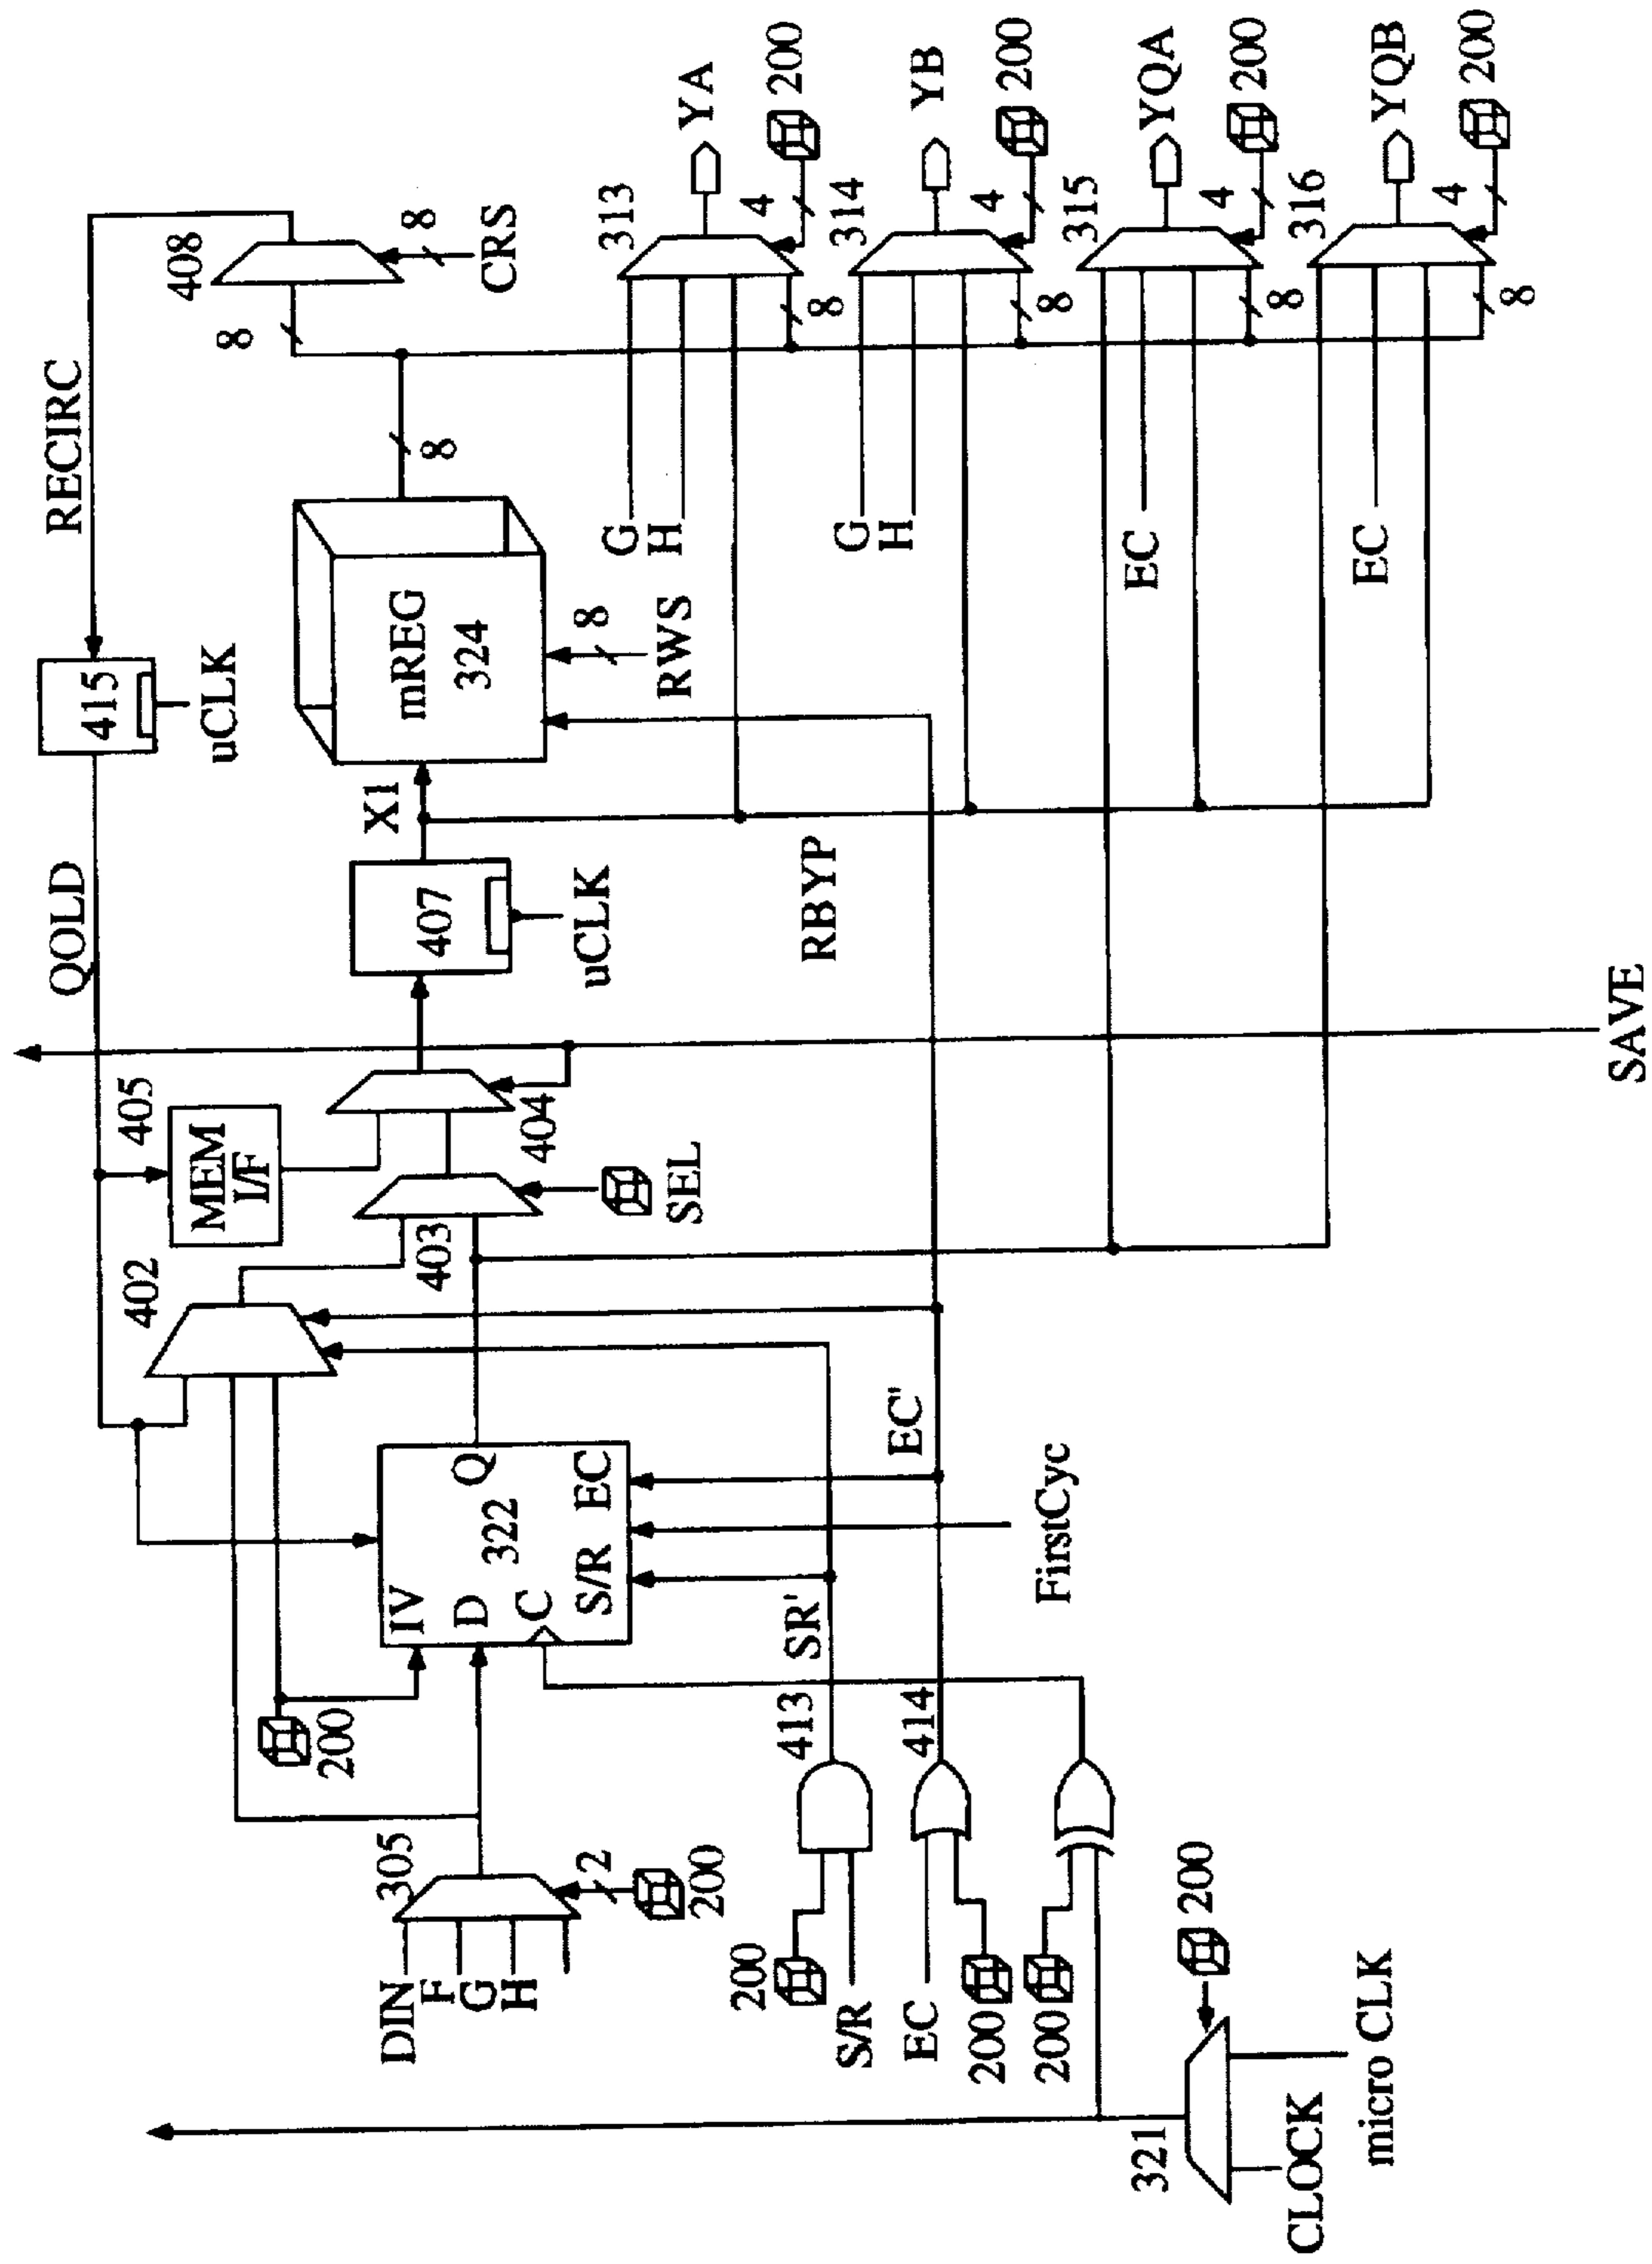 RECIRC
408
8
8
CRS
415
uCLK
QOLD
8
mREG
324
8
RWS
X1
407
uCLK
RBYP
405
MEM
I/F
404
403
SEL
402
SAVE
313
YA
200
4
8
G
H
314
YB
200
4
8
G
H
315
YQA
200
4
8
EC
316
YQB
200
4
8
EC
IV
D
Q
C
322
S/R
EC
200
305
DIN
F
G
H
2
200
SR'
413
EC'
414
FirstCyc
200
S/R
EC
200
200
321
200
CLOCK
micro CLK